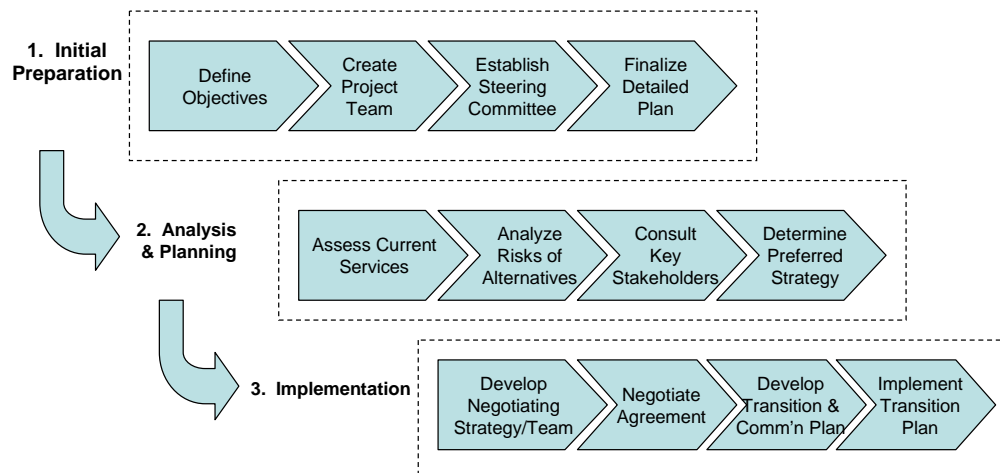 1. Initial
Preparation
Define
Objectives
Create
Project
Team
Establish
Steering
Committee
Finalize
Detailed
Plan
2. Analysis
& Planning
Assess Current
Services
Analyze
Risks of
Alternatives
Consult
Key
Stakeholders
Determine
Preferred
Strategy
3. Implementation
Develop
Negotiating
Strategy/Team
Negotiate
Agreement
Develop
Transition &
Comm’n Plan
Implement
Transition
Plan